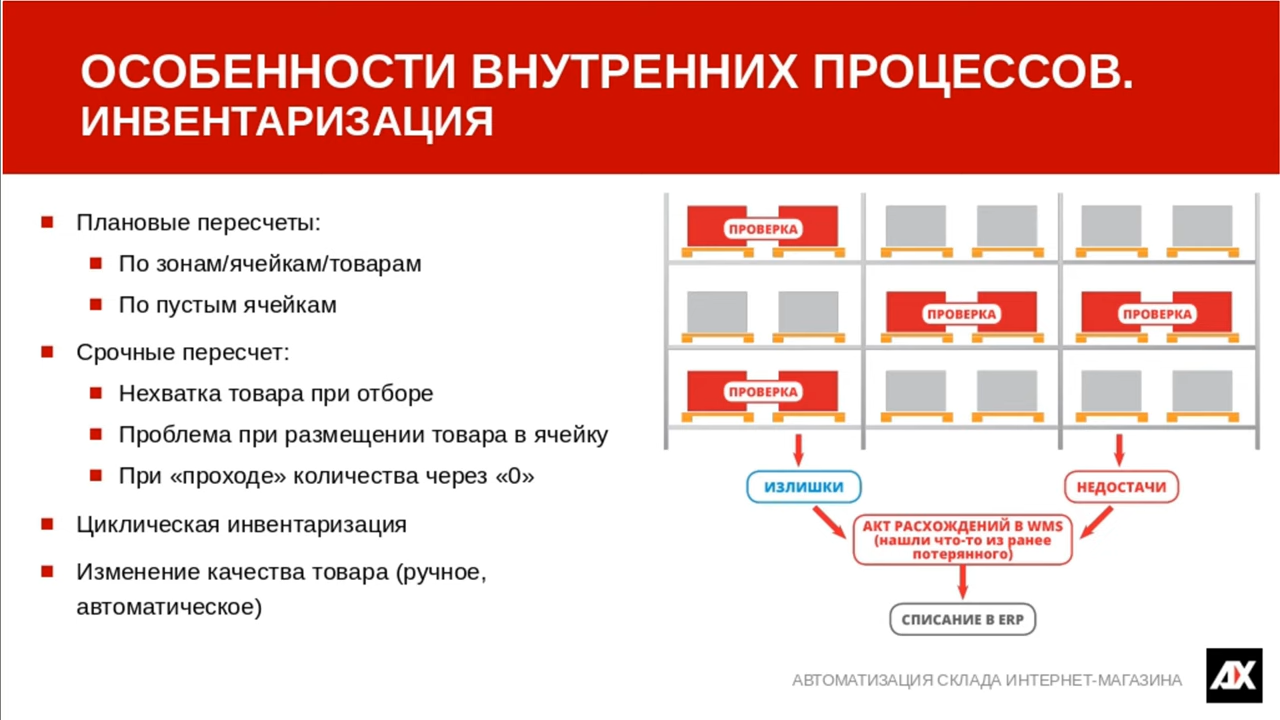 ОСОБЕННОСТИ ВНУТРЕННИХ ПРОЦЕССОВ.
ИНВЕНТАРИЗАЦИЯ
Плановые пересчеты:
По зонам/ячейкам/товарам
По пустым ячейкам
Срочные пересчет:
Нехватка товара при отборе
Проблема при размещении товара в ячейку
При «проходе» количества через «0»
Циклическая инвентаризация
Изменение качества товара (ручное,
автоматическое)
ПРОВЕРКА
ПРОВЕРКА
ПРОВЕРКА
ПРОВЕРКА
ИЗЛИШКИ
НЕДОСТАЧИ
АКТ РАСХОЖДЕНИЙ В WMS
(нашли что-то из ранее
потерянного)
СПИСАНИЕ В ERP
АВТОМАТИЗАЦИЯ СКЛАДА ИНТЕРНЕТ-МАГАЗИНА
AX